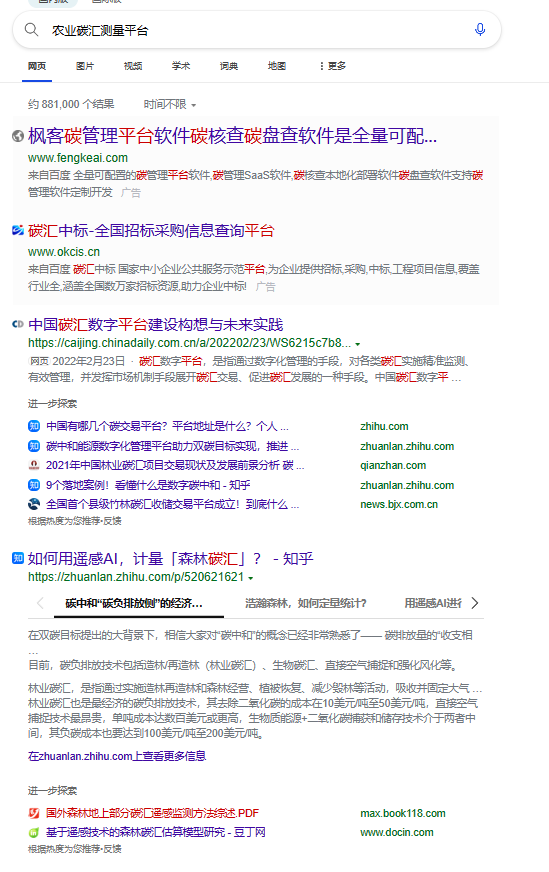 农业碳汇测量平台
网页 图片 视频 学术 词典 地图 更多
约 881,000 个结果 时间不限
枫客碳管理平台软件碳核查碳盘查软件是全量可配...
www.fengkeai.com
来自百度 全量可配置的碳管理平台软件,碳管理SaaS软件,碳核查本地化部署软件碳盘查软件支持碳
管理软件定制开发 广告
碳汇中标-全国招标采购信息查询平台
www.okcis.cn
来自百度 碳汇中标 国家中小企业公共服务示范平台,为企业提供招标,采购,中标,工程项目信息,覆盖
行业全,涵盖全国数万家招标资源,助力企业中标! 广告
中国碳汇数字平台建设构想与未来实践
https://caijing.chinadaily.com.cn/a/202202/23/WS6215c7b8...
网页 2022年2月23日 · 碳汇数字平台，是指通过数字化管理的手段，对各类碳汇实施精准监测、
有效管理，并发挥市场机制手段展开碳汇交易、促进碳汇发展的一种手段。中国碳汇数字平 ...
进一步探索
中国有哪几个碳交易平台？平台地址是什么？个人 ... zhihu.com
碳中和能源数字化管理平台助力双碳目标实现，推进 ... zhuanlan.zhihu.com
2021年中国林业碳汇项目交易现状及发展前景分析 碳 ... qianzhan.com
9个落地案例！看懂什么是数字碳中和 - 知乎 zhuanlan.zhihu.com
全国首个县级竹林碳汇收储交易平台成立！到底什么 ... news.bjx.com.cn
根据热度为您推荐•反馈
如何用遥感AI，计量「森林碳汇」？ - 知乎
https://zhuanlan.zhihu.com/p/520621621
碳中和“碳负排放侧”的经济... 浩瀚森林，如何定量统计? 用遥感AI进行
在双碳目标提出的大背景下，相信大家对“碳中和”的概念已经非常熟悉了—— 碳排放量的“收支相
...
目前，碳负排放技术包括造林/再造林（林业碳汇）、生物碳汇、直接空气捕捉和强化风化等。
林业碳汇，是指通过实施造林再造林和森林经营、植被恢复、减少毁林等活动，吸收并固定大气 ...
林业碳汇也是最经济的碳负排放技术，其去除二氧化碳的成本在10美元/吨至50美元/吨，直接空气
捕捉技术最昂贵，单吨成本达数百美元或更高，生物质能源+二氧化碳捕获和储存技术介于两者中
间，其负碳成本也要达到100美元/吨至200美元/吨。
在zhuanlan.zhihu.com上查看更多信息
进一步探索
国外森林地上部分碳汇遥感监测方法综述.PDF max.book118.com
基于遥感技术的森林碳汇估算模型研究 - 豆丁网 www.docin.com
根据热度为您推荐•反馈